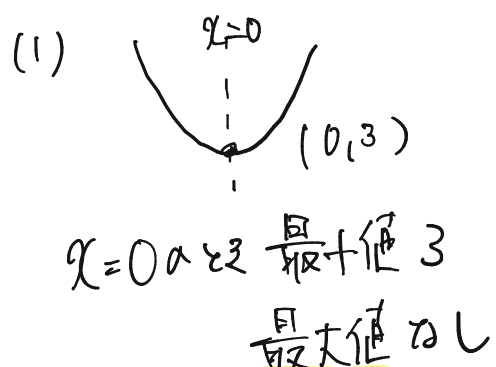 (1)
x=0
(0,3)
x=0のとき 最小値 3
最大値なし